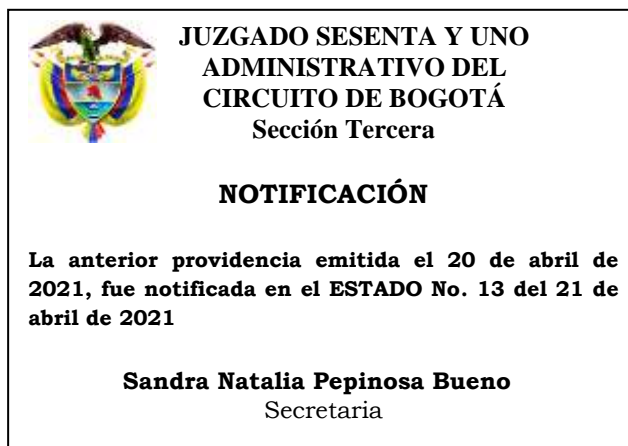 JUZGADO SESENTA Y UNO
ADMINISTRATIVO DEL
CIRCUITO DE BOGOTÁ
Sección Tercera
NOTIFICACIÓN
La anterior providencia emitida el 20 de abril de
2021, fue notificada en el ESTADO No. 13 del 21 de
abril de 2021
Sandra Natalia Pepinosa Bueno
Secretaria